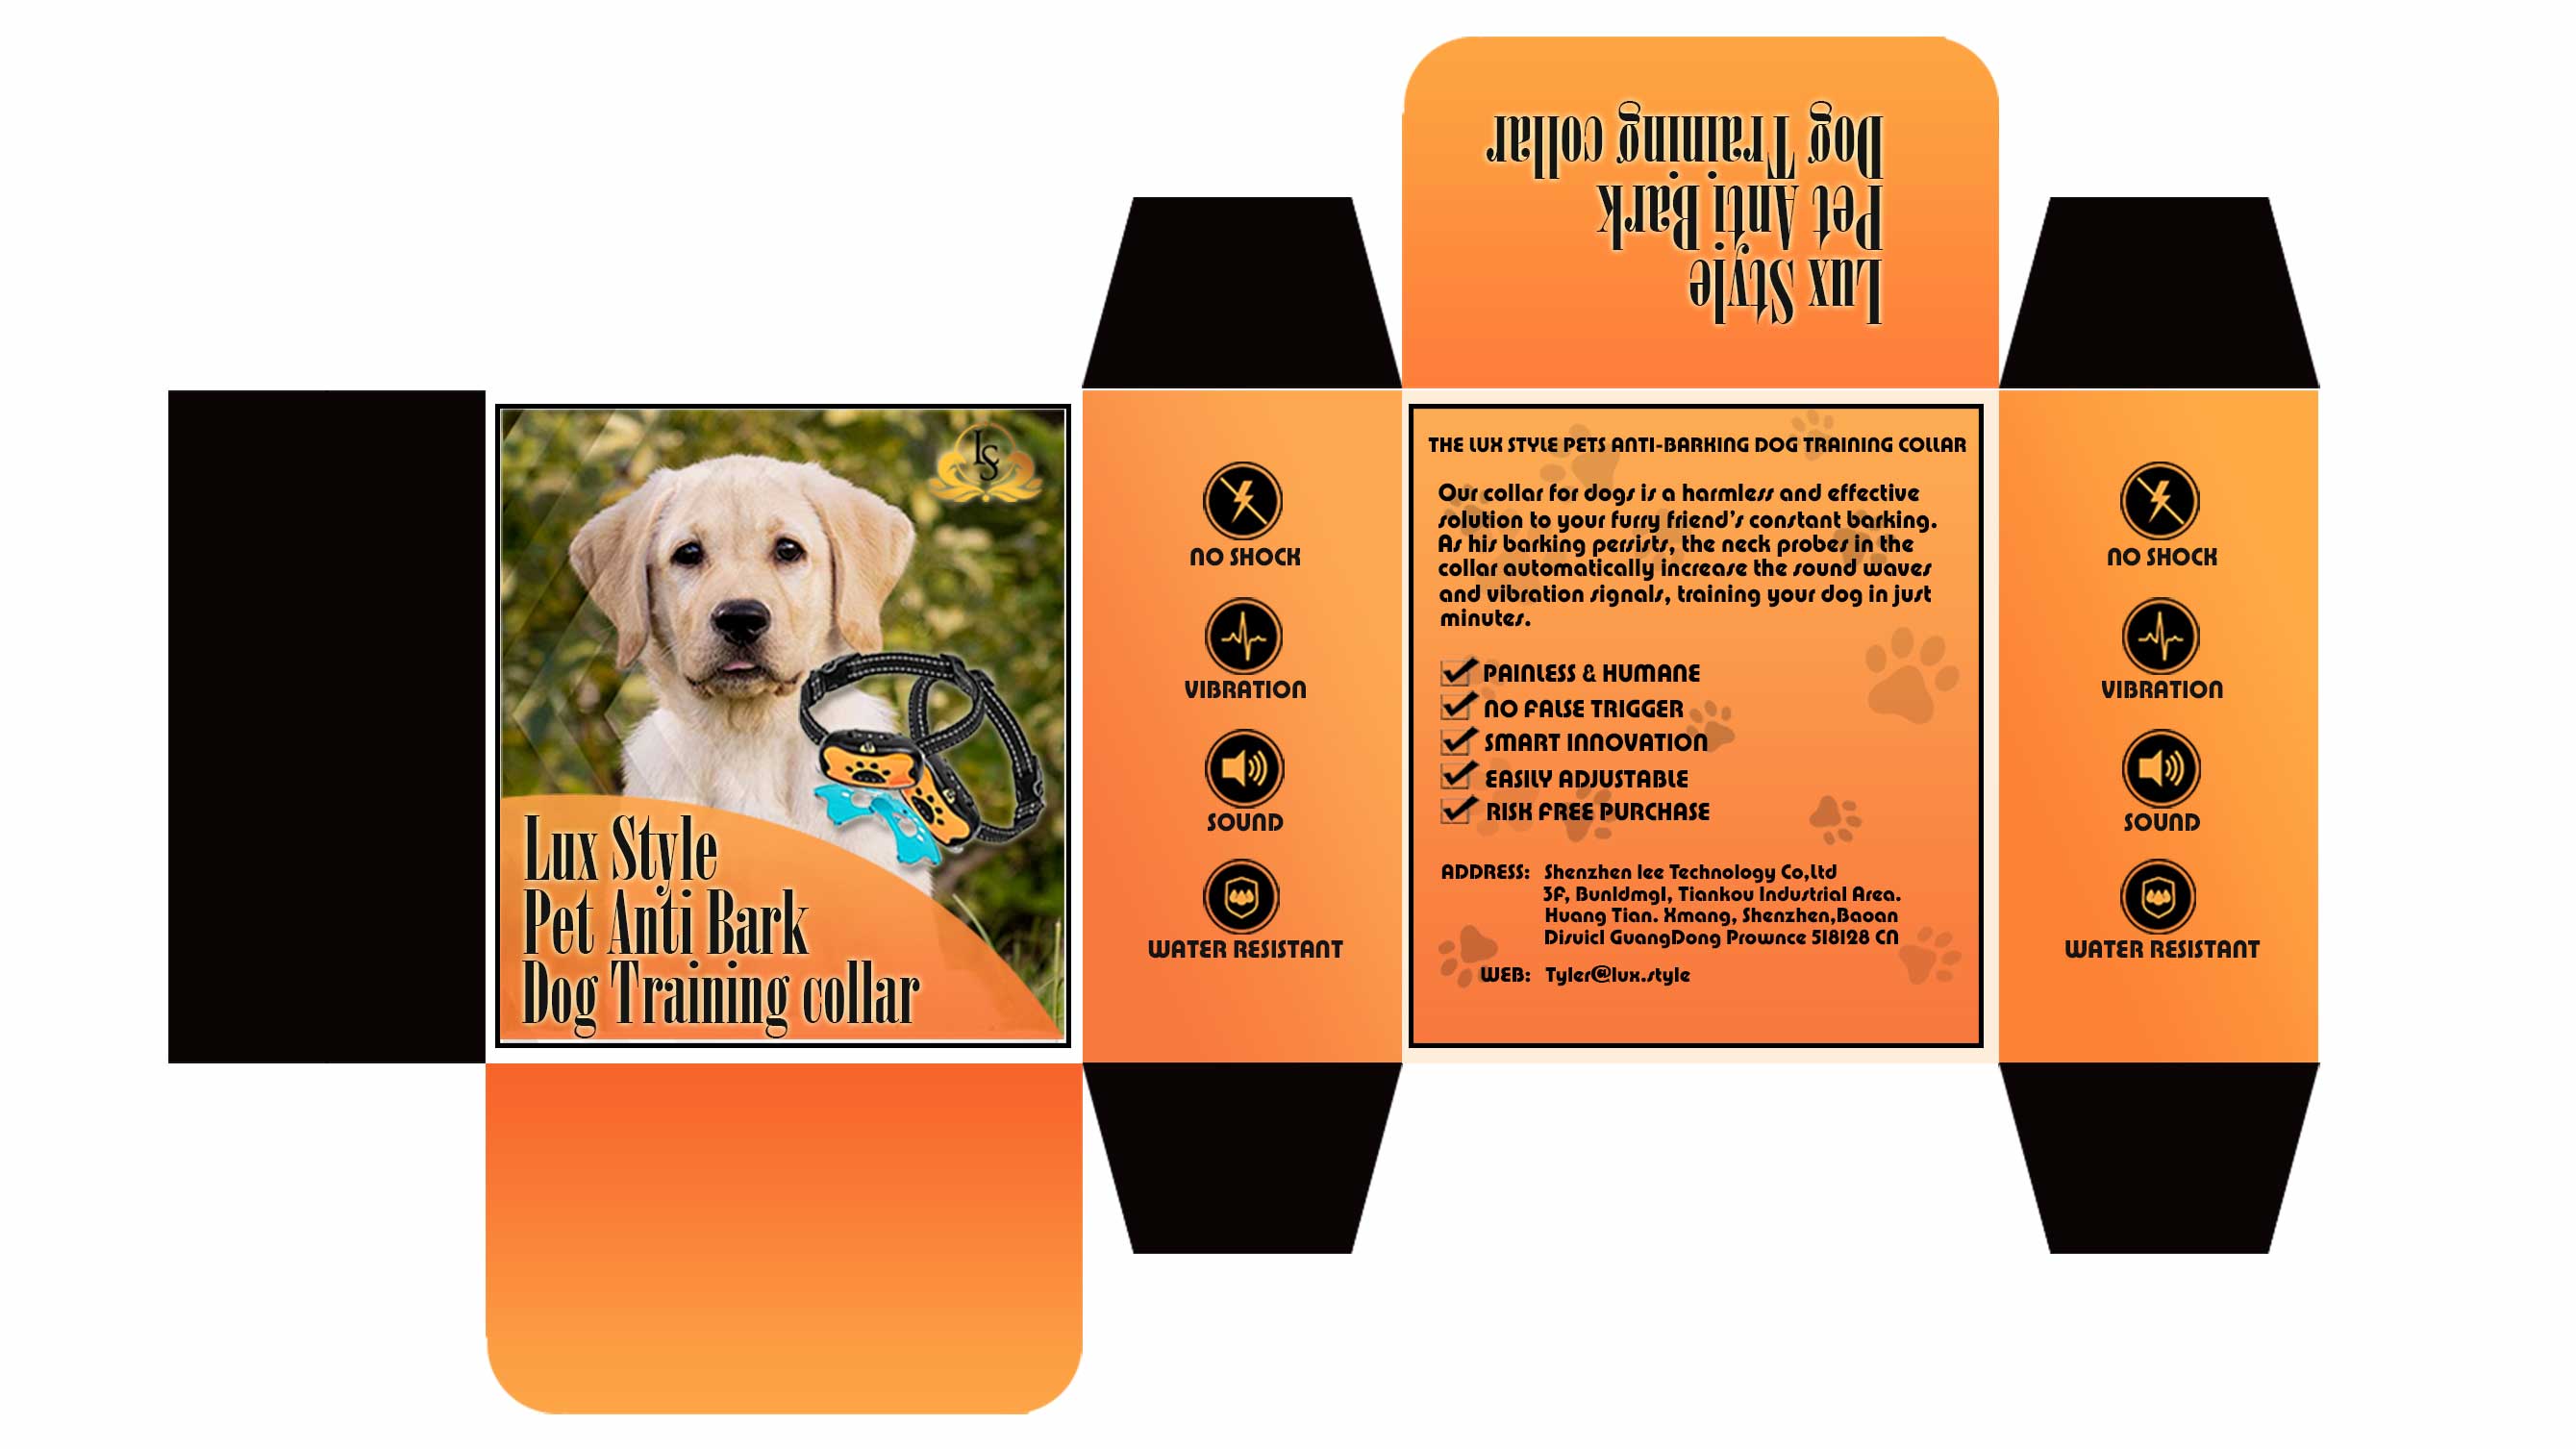 Lux Style
Pet Anti Bark
Dog Training collar
LS
Lux Style
Pet Anti Bark
Dog Training collar
NO SHOCK
VIBRATION
SOUND
WATER RESISTANT
THE LUX STYLE PETS ANTI-BARKING DOG TRAINING COLLAR
Our collar for dogs is a harmless and effective
solution to your furry friend's constant barking.
As his barking persists, the neck probes in the
collar automatically increase the sound waves
and vibration signals, training your dog in just
minutes.
PAINLESS & HUMANE
NO FALSE TRIGGER
SMART INNOVATION
EASILY ADJUSTABLE
RISK FREE PURCHASE
ADDRESS: Shenzhen Iee Technology Co,Ltd
3F, Bunldmgl, Tiankou Industrial Area.
Huang Tian. Xmang, Shenzhen,Baoan
Disuicl GuangDong Prownce 518128 CN
WEB: Tyler@lux.style
NO SHOCK
VIBRATION
SOUND
WATER RESISTANT